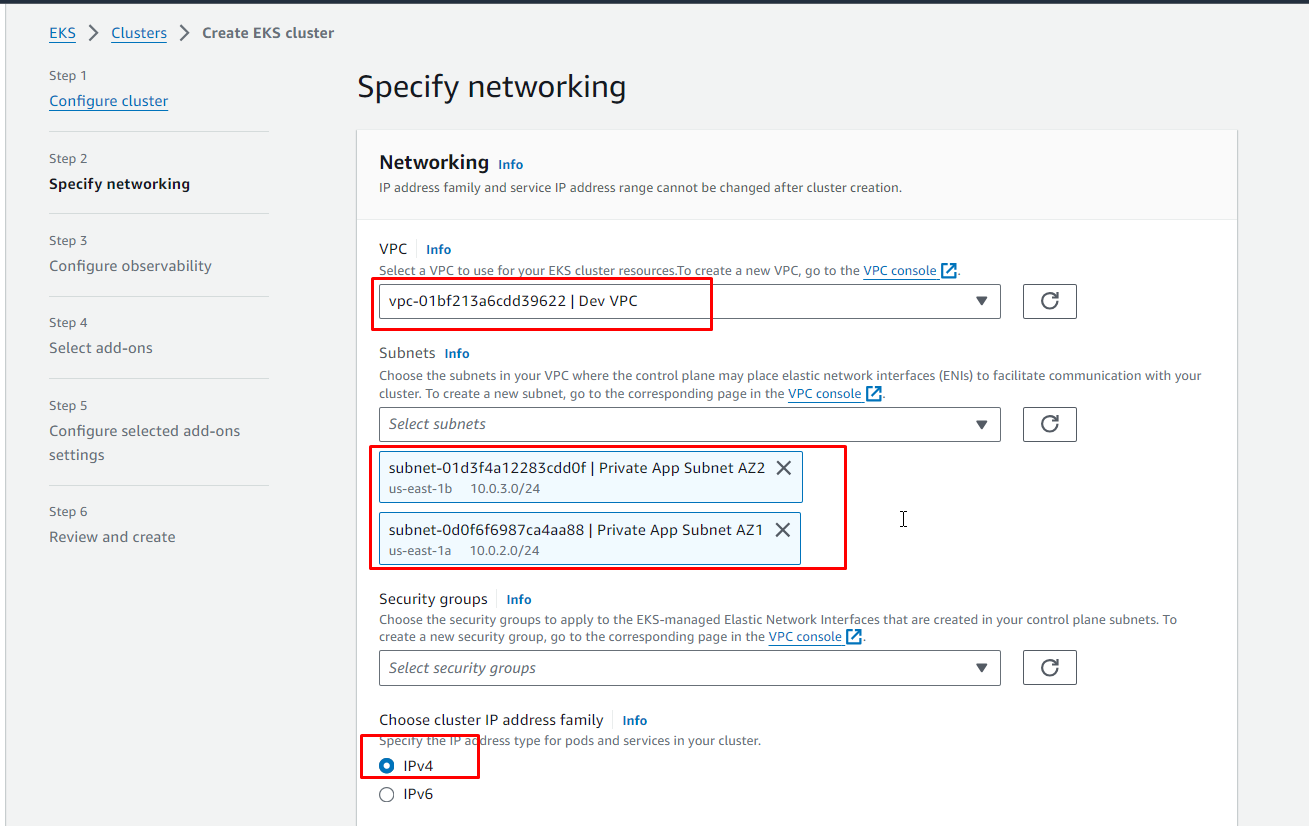 EKS > Clusters > Create EKS cluster
Step 1
Configure cluster
Step 2
Specify networking
Step 3
Configure observability
Step 4
Select add-ons
Step 5
Configure selected add-ons
settings
Step 6
Review and create
Specify networking
Networking Info
IP address family and service IP address range cannot be changed after cluster creation.
VPC Info
Select a VPC to use for your EKS cluster resources.To create a new VPC, go to the VPC console.
vpc-01bf213a6cdd39622 | Dev VPC
Subnets Info
Choose the subnets in your VPC where the control plane may place elastic network interfaces (ENIs) to facilitate communication with your
cluster. To create a new subnet, go to the corresponding page in the VPC console.
Select subnets
subnet-01d3f4a12283cdd0f | Private App Subnet AZ2
us-east-1b 10.0.3.0/24
subnet-0d0f6f6987ca4aa88 | Private App Subnet AZ1
us-east-1a 10.0.2.0/24
Security groups Info
Choose the security groups to apply to the EKS-managed Elastic Network Interfaces that are created in your control plane subnets. To
create a new security group, go to the corresponding page in the VPC console.
Select security groups
Choose cluster IP address family Info
Specify the IP address type for pods and services in your cluster.
IPv4
IPv6